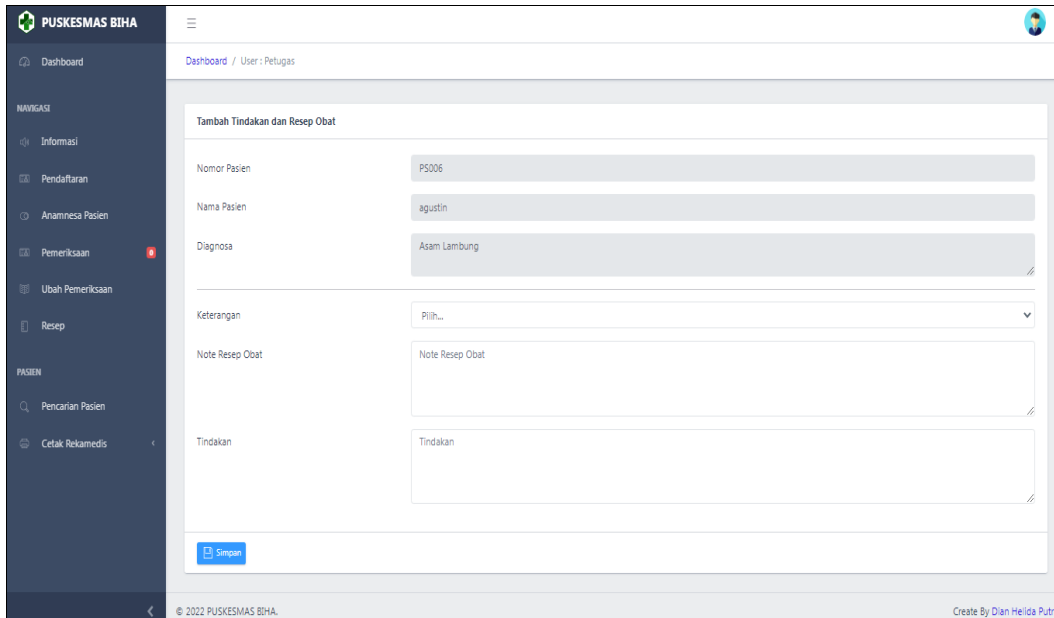 PUSKESMAS BIHA
Dashboard
NAVIGASI
Informasi
Pendaftaran
Anamnesa Pasien
Pemeriksaan 0
Ubah Pemeriksaan
Resep
PASIEN
Pencarian Pasien
Cetak Rekamedis
Dashboard / User : Petugas
Tambah Tindakan dan Resep Obat
Nomor Pasien PS006
Nama Pasien agustin
Diagnosa Asam Lambung
Keterangan Pilih...
Note Resep Obat Note Resep Obat
Tindakan Tindakan
Simpan
© 2022 PUSKESMAS BIHA. Create By Dian Helida Putr